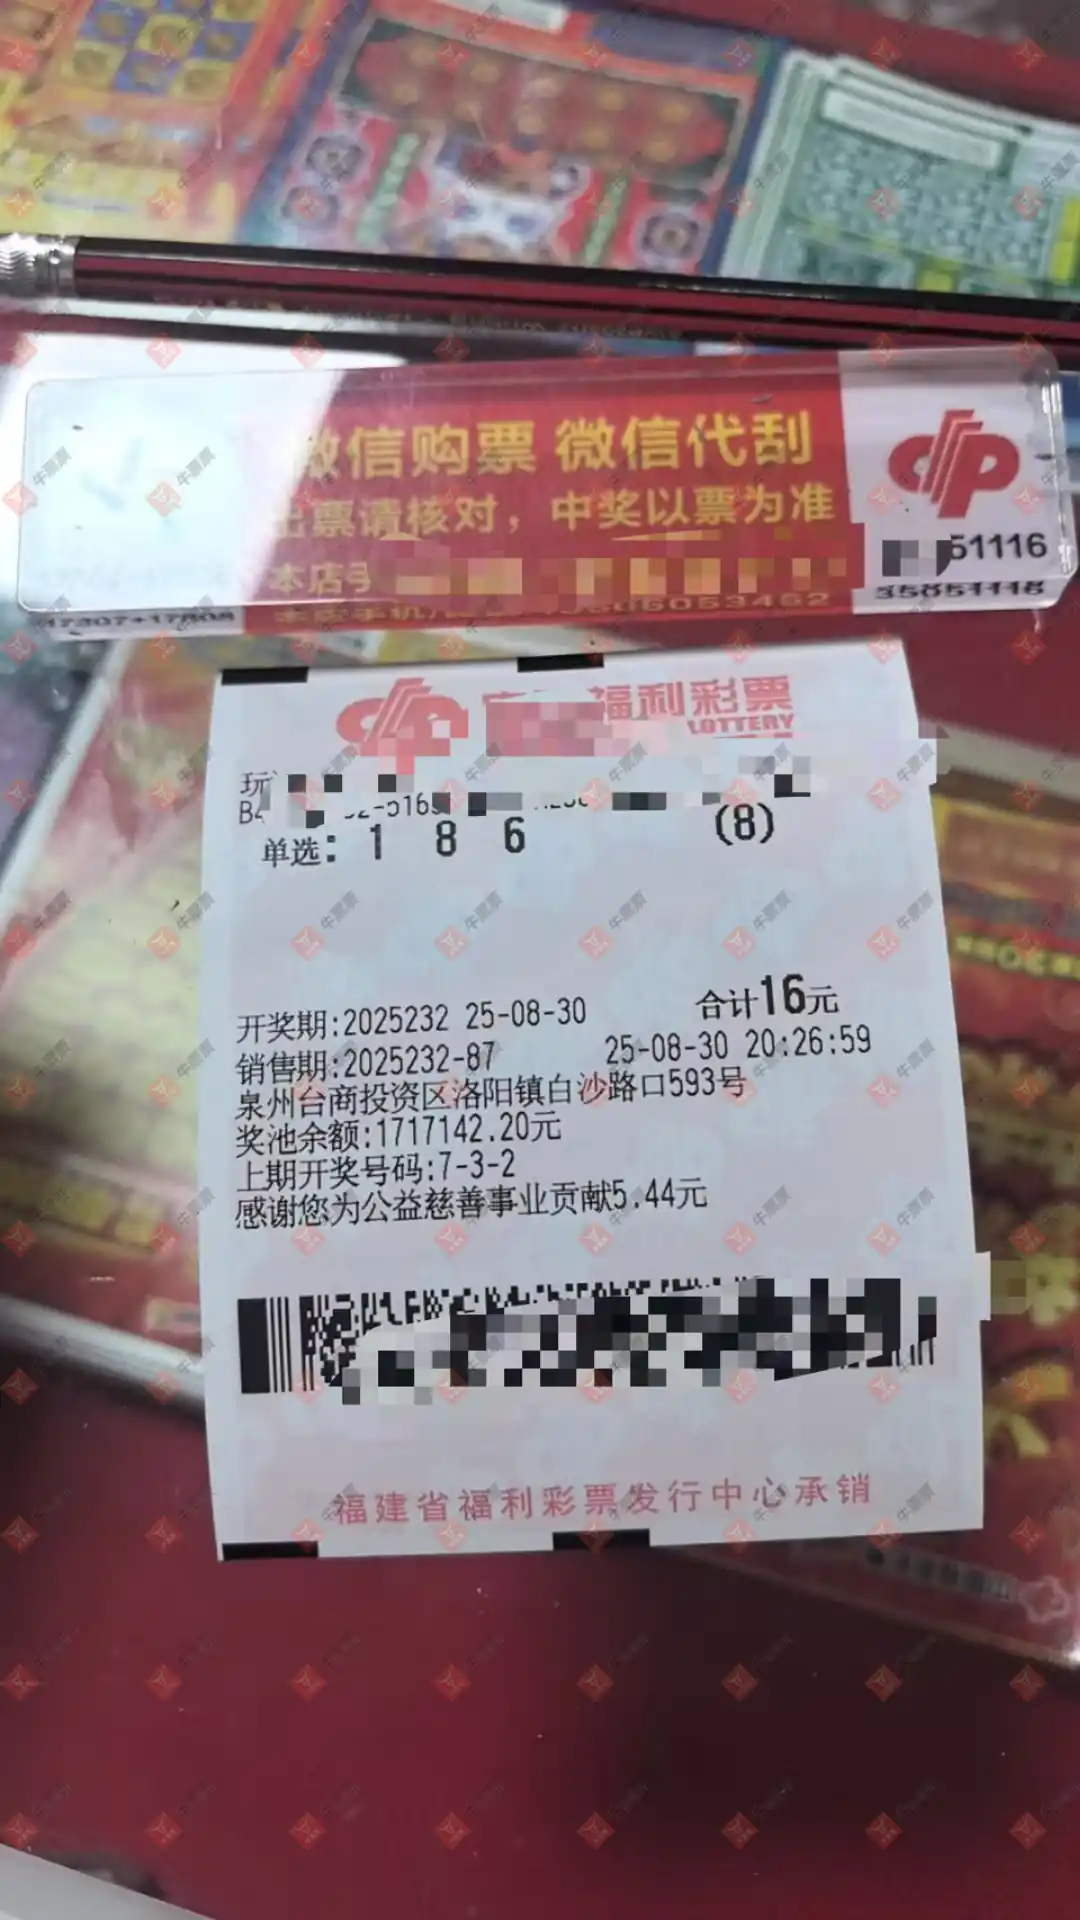 微信购票 微信代刮
出票请核对，中奖以票为准
本店
51116
35051116
17307+17808
福利彩票
LOTTERY
玩
单选: 1 8 6 (8)
开奖期:2025232 25-08-30 合计16元
销售期:2025232-87 25-08-30 20:26:59
泉州台商投资区洛阳镇白沙路口593号
奖池余额:1717142.20元
上期开奖号码:7-3-2
感谢您为公益慈善事业贡献5.44元
福建省福利彩票发行中心承销